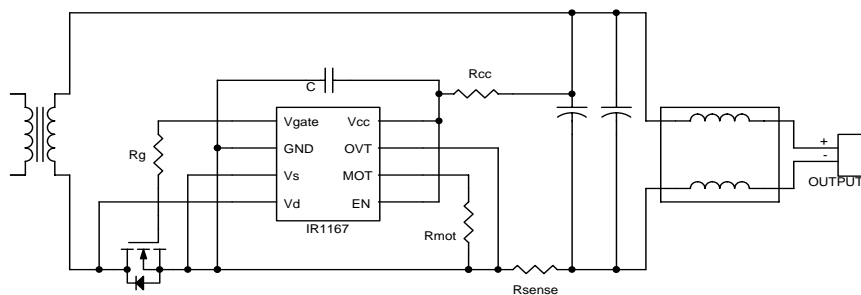 C
Rcc
Vgate
Vcc
Rg
GND
OVT
Vs
MOT
Vd
EN
IR1167
Rmot
Rsense
+
-
OUTPUT